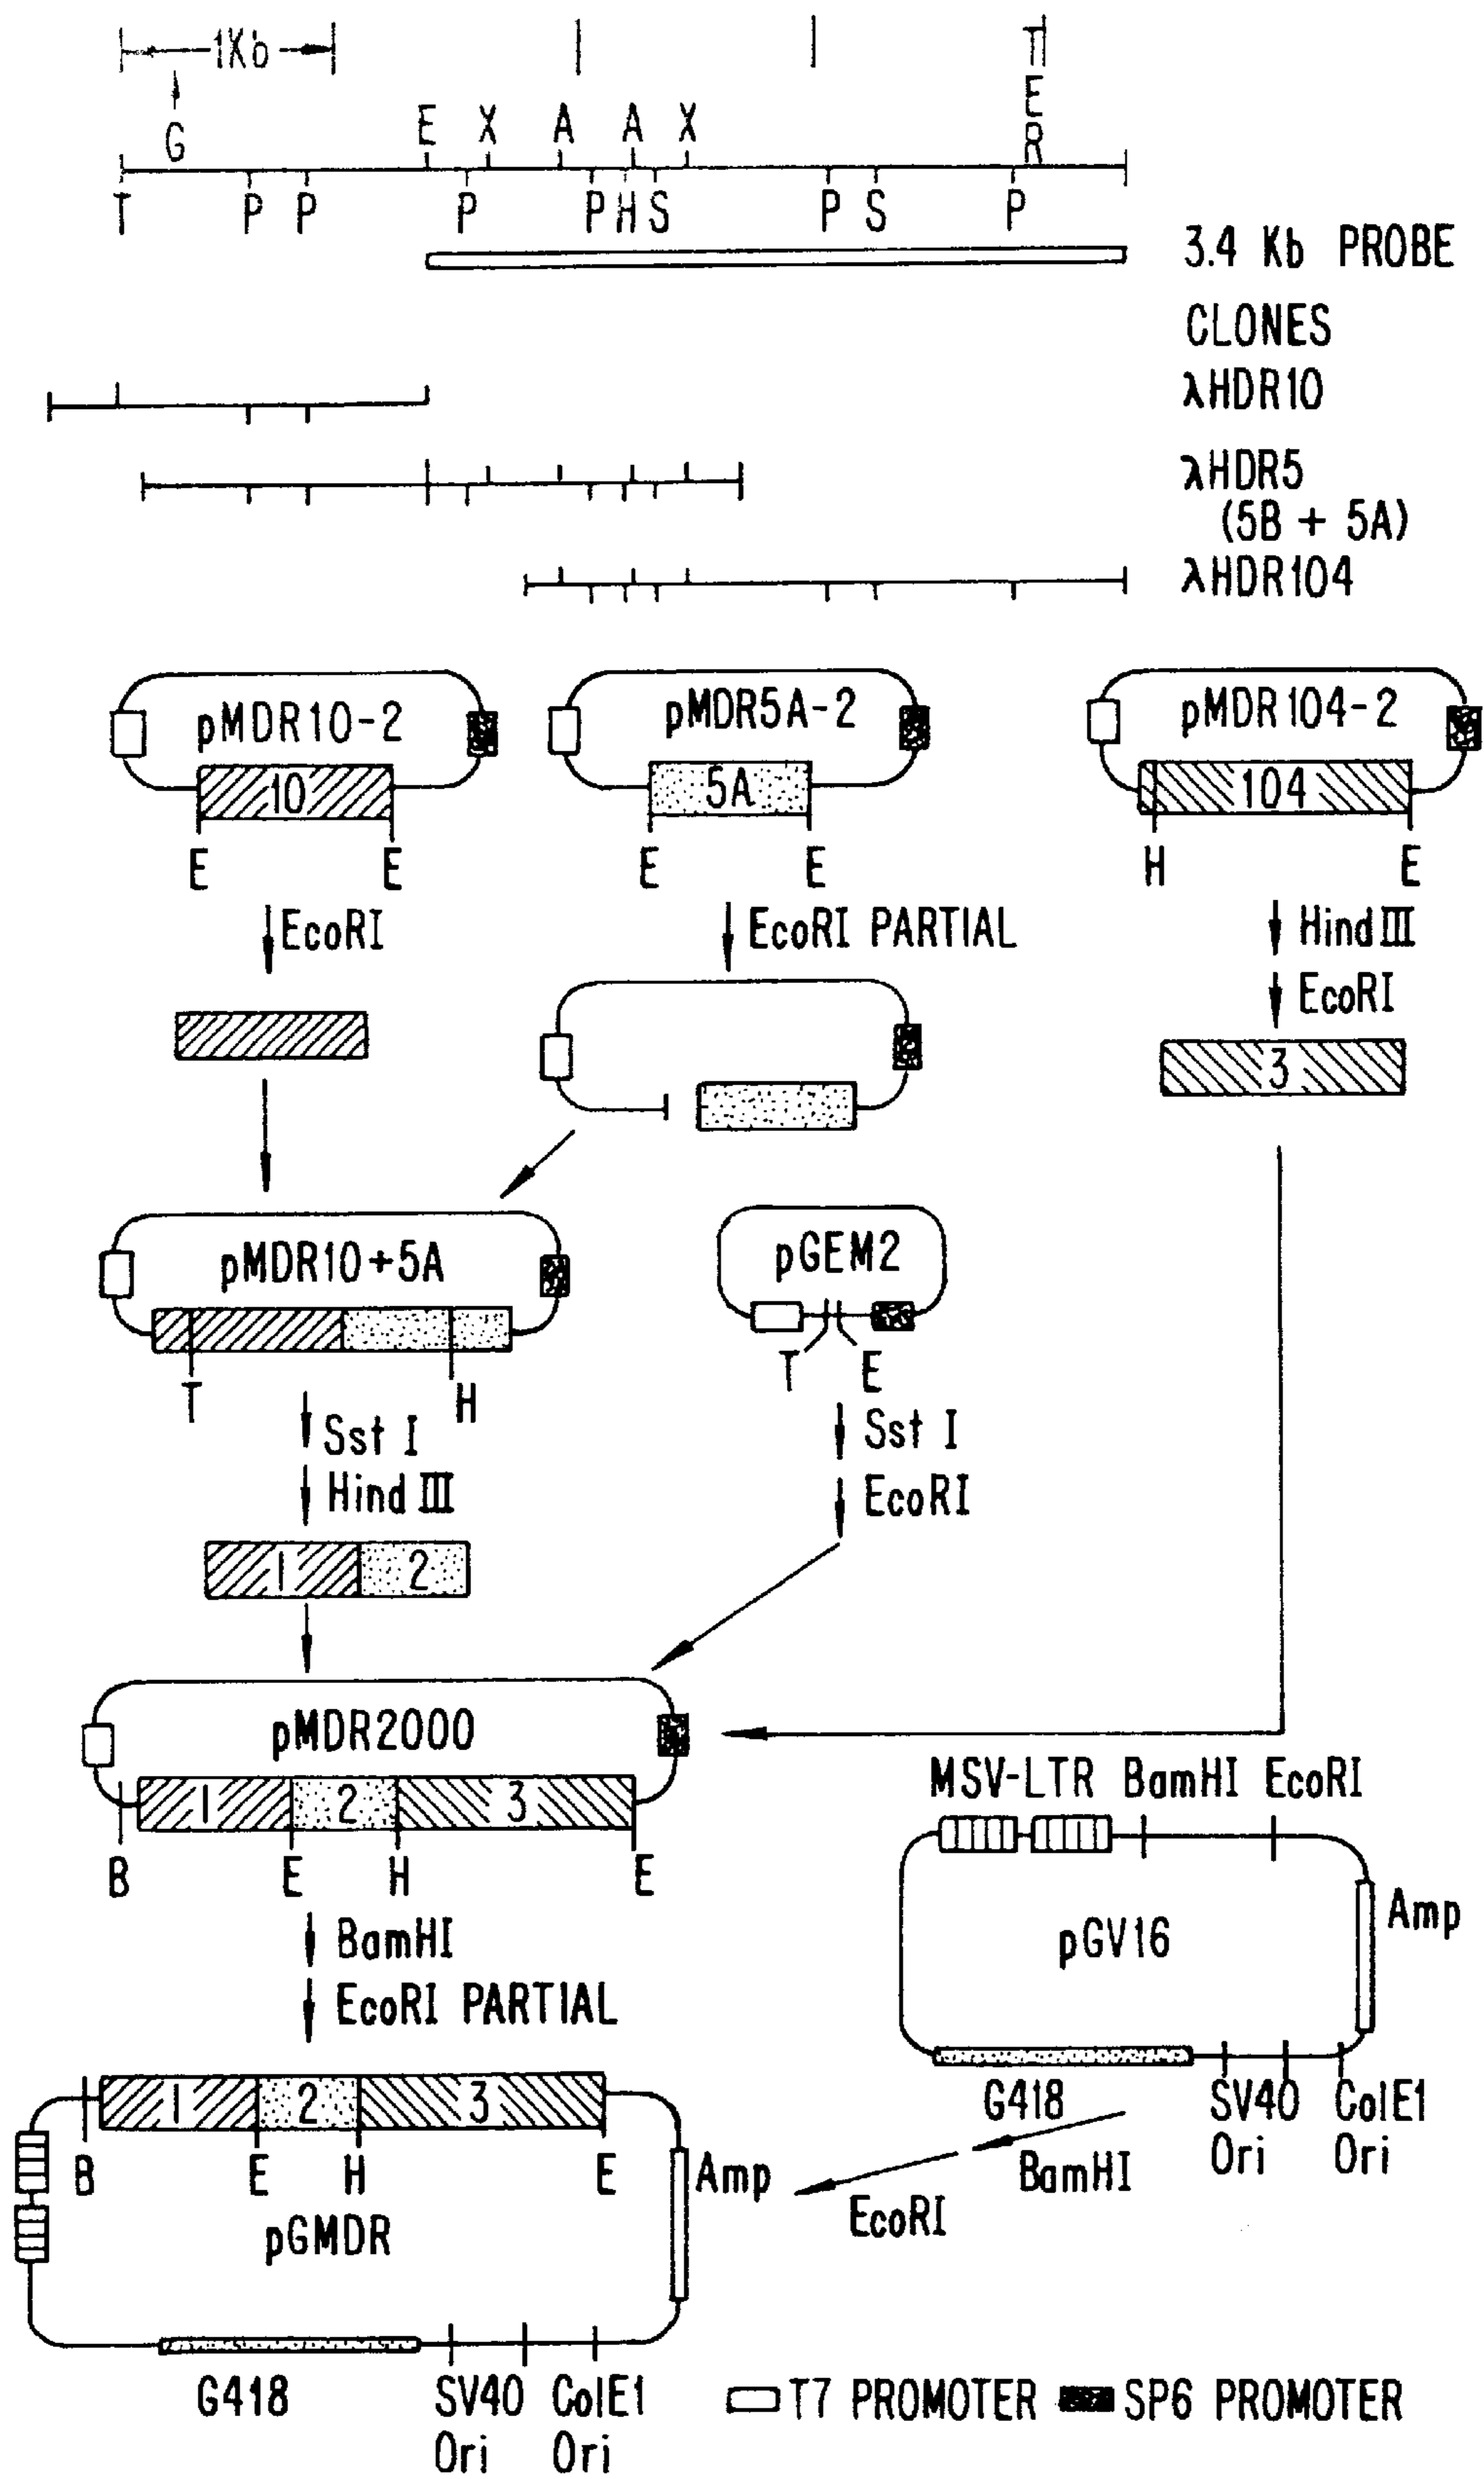 1Kb
G E X A A X TER
T P P P P H S P S P
3.4 Kb PROBE
CLONES
λHDR10
λHDR5
(5B + 5A)
λHDR104
pMDR10-2 pMDR5A-2 pMDR104-2
10 5A 104
E E E E H E
EcoRI EcoRI PARTIAL Hind III
EcoRI
3
pMDR10+5A pGEM2
T E
T H
Sst I Sst I
Hind III EcoRI
1 2
pMDR2000
MSV-LTR BamHI EcoRI
1 2 3
B E H E
Amp
pGV16
BamHI
EcoRI PARTIAL
G418 SV40 ColE1
Ori Ori
1 2 3
B E H E
Amp
BamHI
EcoRI
pGMDR
G418 SV40 ColE1
Ori Ori
T7 PROMOTER SP6 PROMOTER